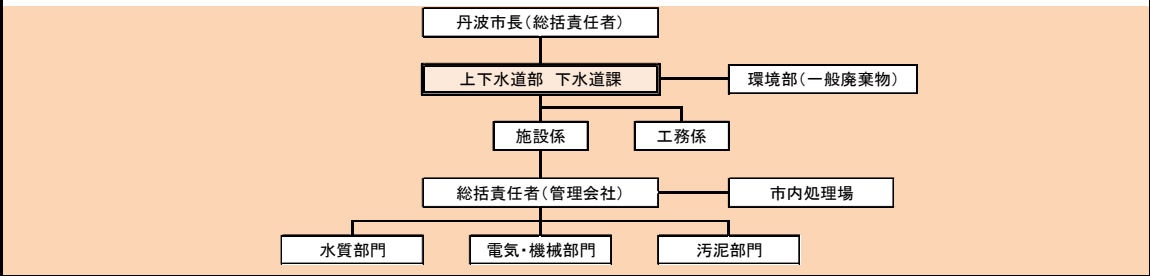 丹波市長（総括責任者）
上下水道部　下水道課
環境部（一般廃棄物）
施設係
工務係
総括責任者（管理会社）
市内処理場
水質部門
電気・機械部門
汚泥部門